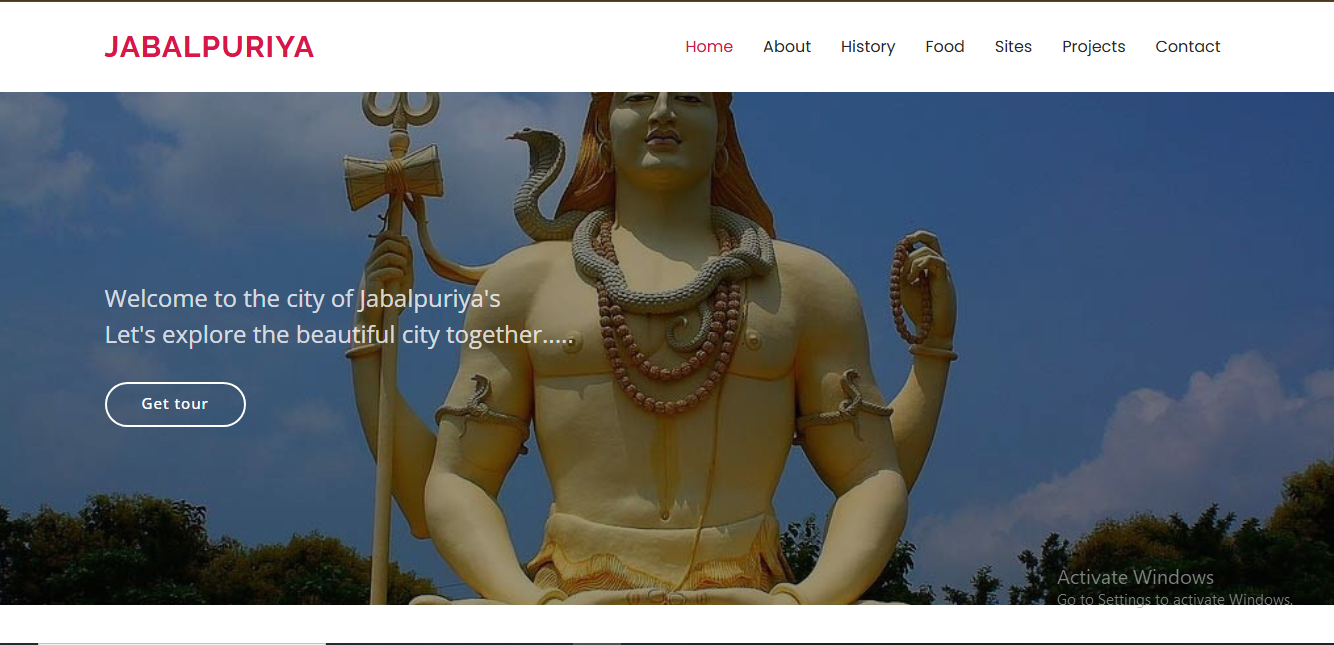 JABALPURIYA
Home About History Food Sites Projects Contact
Welcome to the city of Jabalpuriya's
Let's explore the beautiful city together.....
Get tour
Activate Windows
Go to Settings to activate Windows.